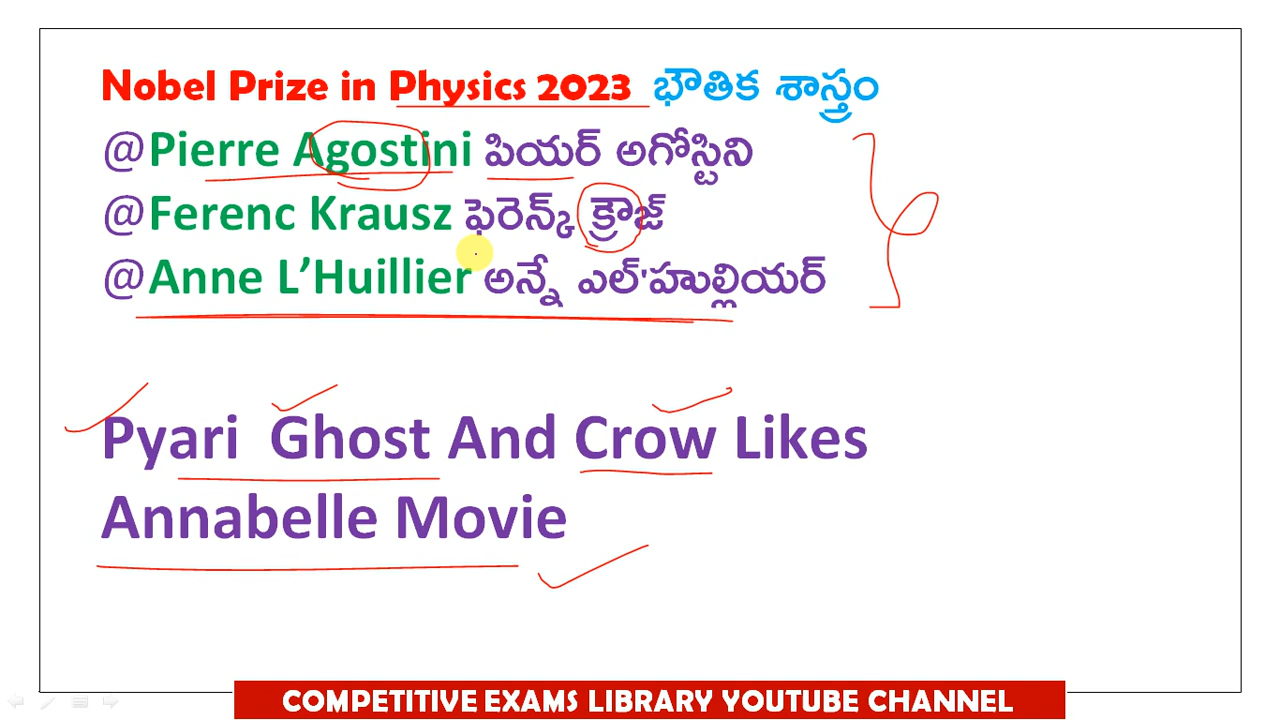 Nobel Prize in Physics 2023 భౌతిక శాస్త్రం
@Pierre Agostini పియర్ అగోస్టిని
@Ferenc Krausz ఫెరెన్క్ క్రౌజ్
@Anne L’Huillier అన్నే ఎల్'హుల్లియర్
Pyari Ghost And Crow Likes
Annabelle Movie
COMPETITIVE EXAMS LIBRARY YOUTUBE CHANNEL